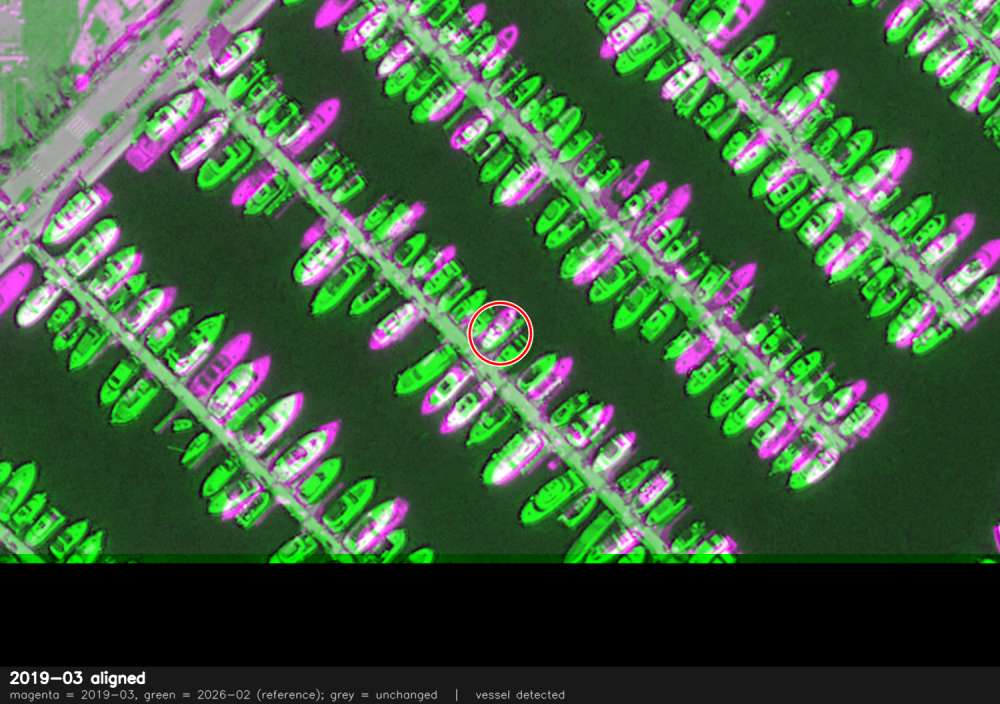 2019-03 aligned
magenta = 2019-03, green = 2026-02 (reference); grey = unchanged | vessel detected